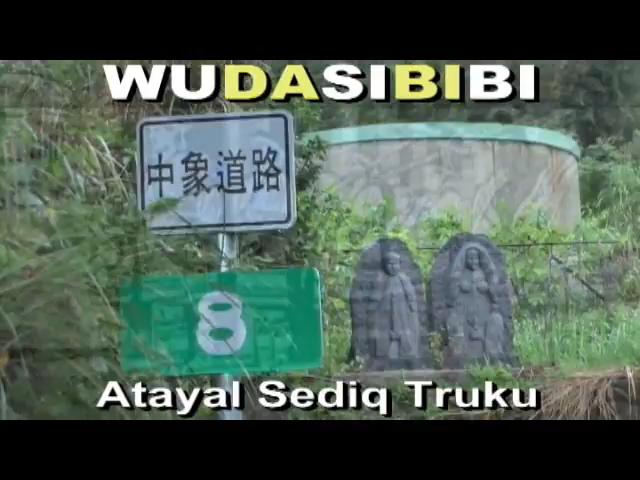 WUDASIBIBI
中象道路
8
Atayal Sediq Truku